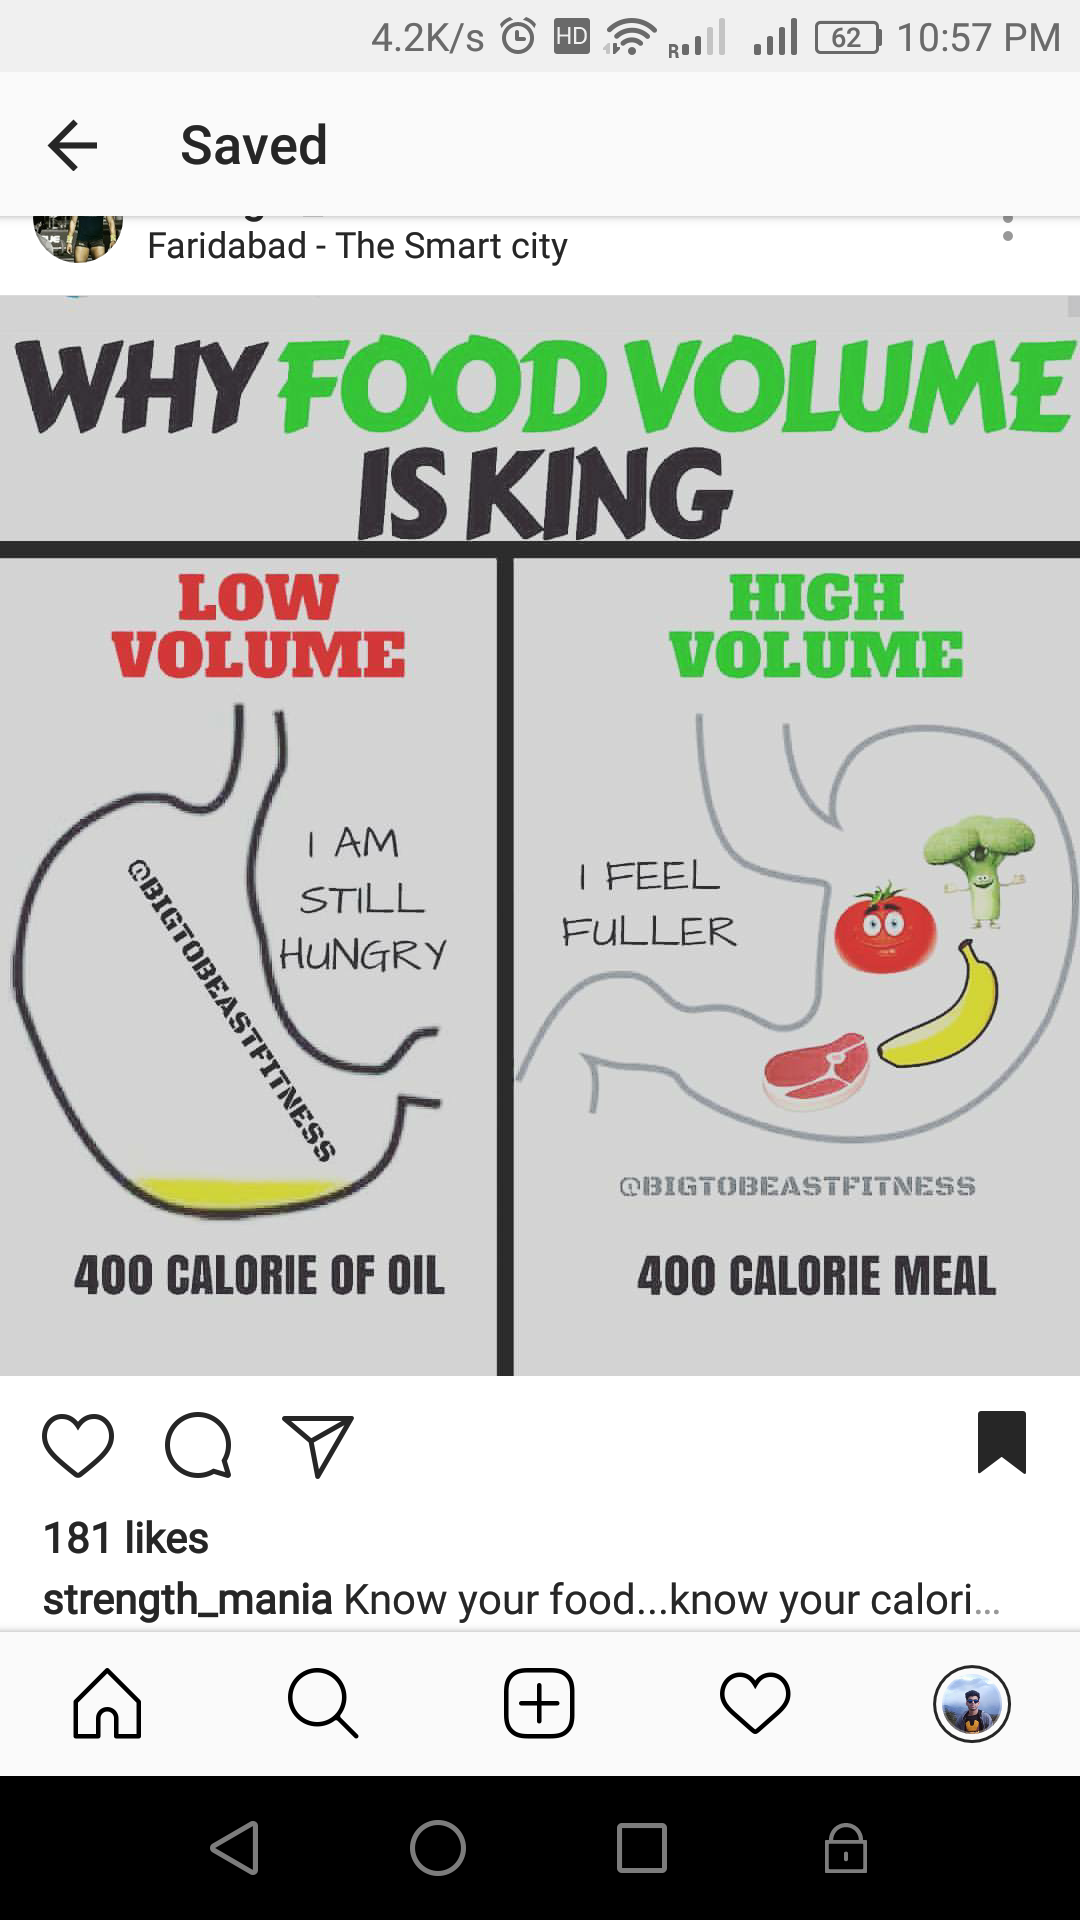 4.2K/s HD R 62 10:57 PM
Saved
Faridabad - The Smart city
WHY FOOD VOLUME
IS KING
LOW
VOLUME
I AM
STILL
HUNGRY
@BIGTOBEASTFITNESS
400 CALORIE OF OIL
HIGH
VOLUME
I FEEL
FULLER
@BIGTOBEASTFITNESS
400 CALORIE MEAL
181 likes
strength_mania Know your food...know your calori...